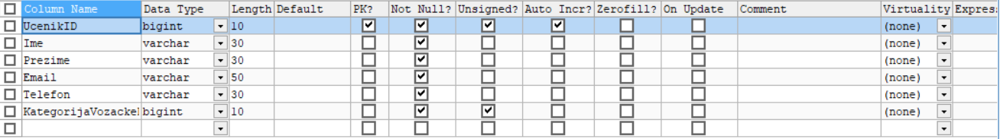 Column Name Data Type Length Default PK? Not Null? Unsigned? Auto Incr? Zerofill? On Update Comment Virtuality Expres
UcenikID bigint 10 (none)
Ime varchar 30 (none)
Prezime varchar 30 (none)
Email varchar 50 (none)
Telefon varchar 30 (none)
KategorijaVozacke bigint 10 (none)